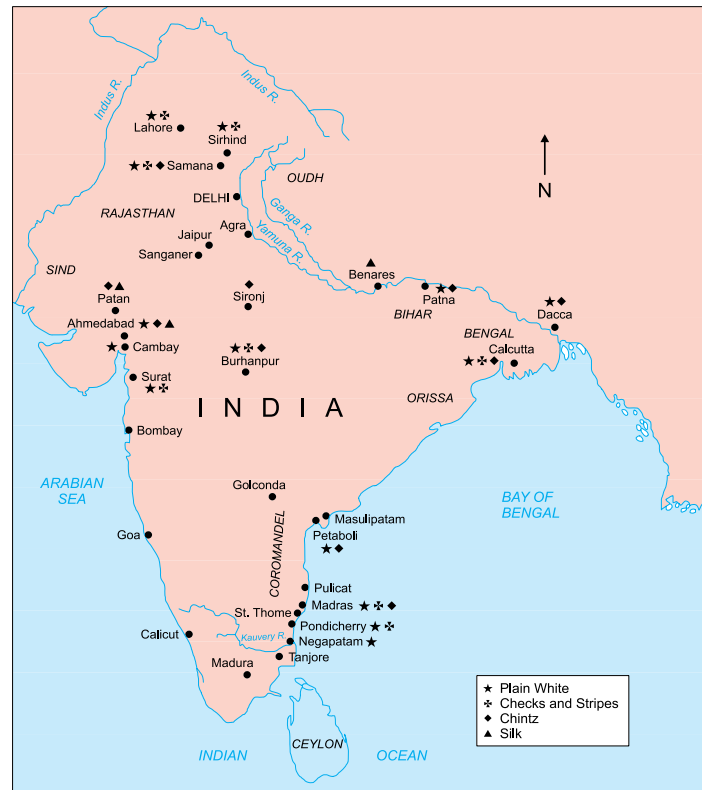 Indus R.
Indus R.
Lahore
Sirhind
Samana
OUDH
N
DELHI
Ganga R.
RAJASTHAN
Yamuna R.
Agra
Jaipur
Sanganer
SIND
Benares
Patan
Sironj
Patna
Dacca
BIHAR
Ahmedabad
BENGAL
Cambay
Calcutta
Burhanpur
Surat
ORISSA
INDIA
Bombay
ARABIAN
SEA
Golconda
BAY OF
BENGAL
Masulipatam
Goa
Petaboli
COROMANDEL
Pulicat
Madras
St. Thome
Pondicherry
Calicut
Kauvery R.
Negapatam
Tanjore
Madura
Plain White
Checks and Stripes
Chintz
Silk
CEYLON
INDIAN
OCEAN